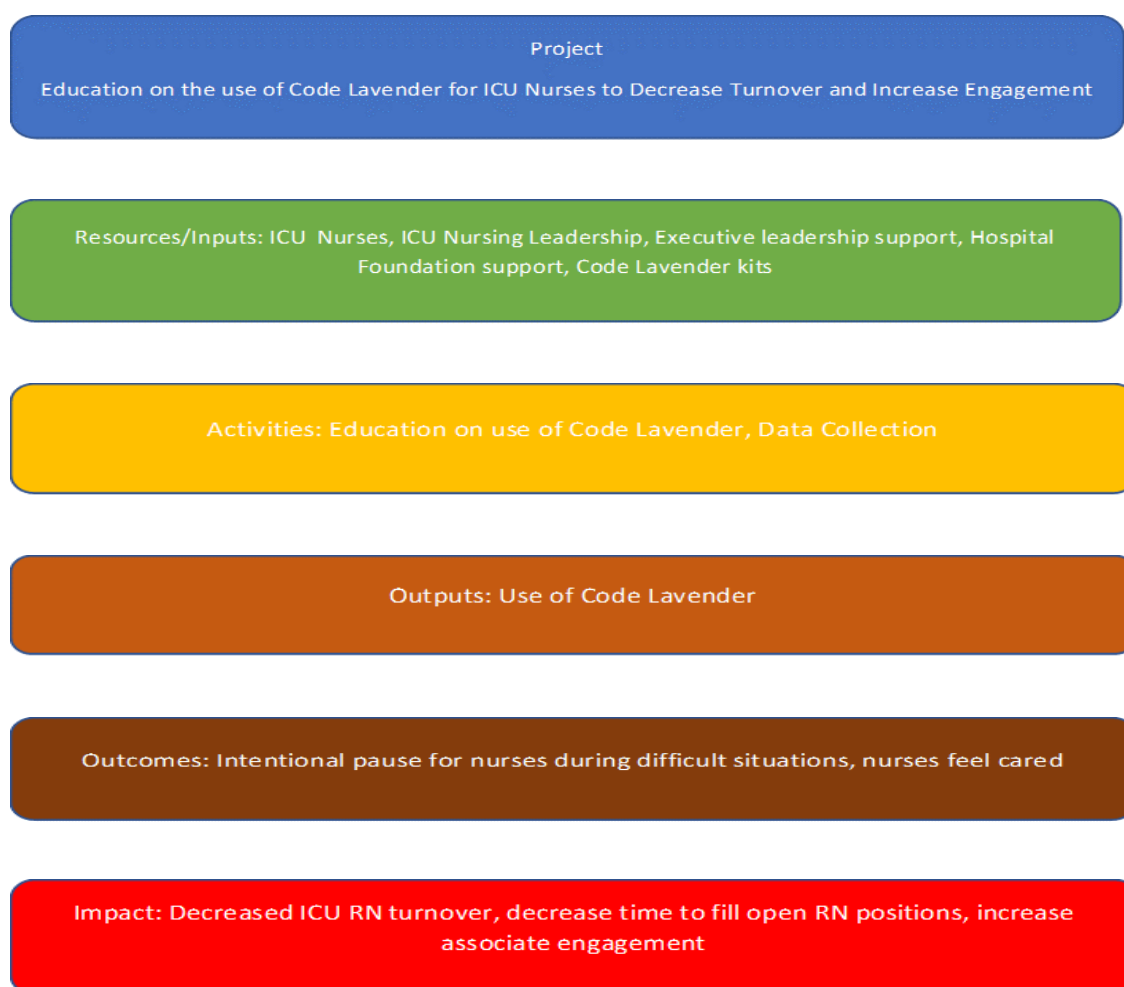 Project
Education on the use of Code Lavender for ICU Nurses to Decrease Turnover and Increase Engagement
Resources/Inputs: ICU Nurses, ICU Nursing Leadership, Executive leadership support, Hospital
Foundation support, Code Lavender kits
Activities: Education on use of Code Lavender, Data Collection
Outputs: Use of Code Lavender
Outcomes: Intentional pause for nurses during difficult situations, nurses feel cared
Impact: Decreased ICU RN turnover, decrease time to fill open RN positions, increase
associate engagement